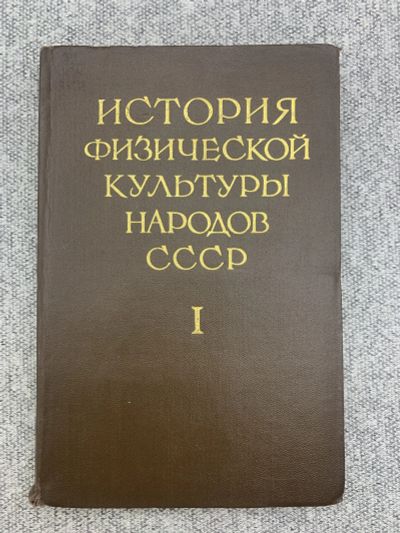 ИСТОРИЯ
ФИЗИЧЕСКОЙ
КУЛЬТУРЫ
НАРОДОВ
СССР
I